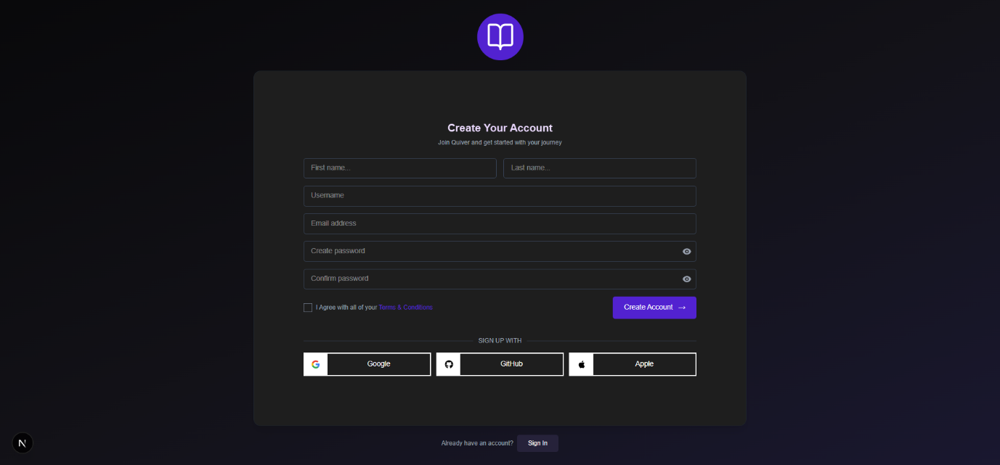 Create Your Account
Join Quiver and get started with your journey
First name...
Last name...
Username
Email address
Create password
Confirm password
I Agree with all of your Terms & Conditions
Create Account →
SIGN UP WITH
Google
GitHub
Apple
N
Already have an account? Sign In